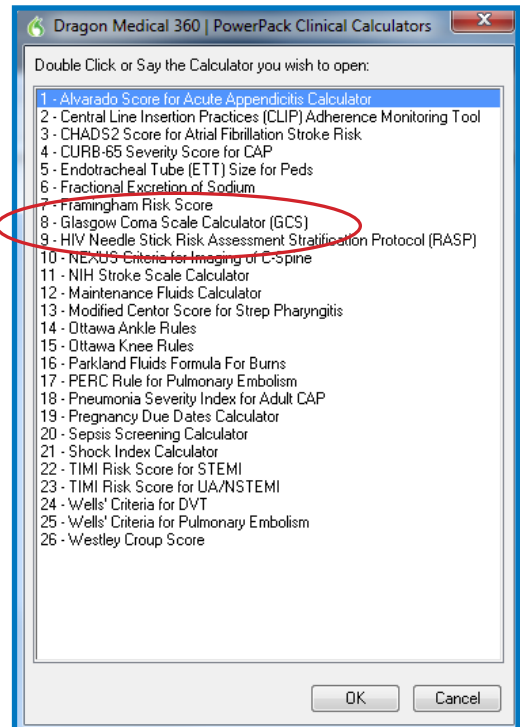 Dragon Medical 360 | PowerPack Clinical Calculators
Double Click or Say the Calculator you wish to open:
1 - Alvarado Score for Acute Appendicitis Calculator
2 - Central Line Insertion Practices (CLIP) Adherence Monitoring Tool
3 - CHADS2 Score for Atrial Fibrillation Stroke Risk
4 - CURB-65 Severity Score for CAP
5 - Endotracheal Tube (ETT) Size for Peds
6 - Fractional Excretion of Sodium
7 - Framingham Risk Score
8 - Glasgow Coma Scale Calculator (GCS)
9 - HIV Needle Stick Risk Assessment Stratification Protocol (RASP)
10 - NEXUS Criteria for Imaging of C-Spine
11 - NIH Stroke Scale Calculator
12 - Maintenance Fluids Calculator
13 - Modified Centor Score for Strep Pharyngitis
14 - Ottawa Ankle Rules
15 - Ottawa Knee Rules
16 - Parkland Fluids Formula For Burns
17 - PERC Rule for Pulmonary Embolism
18 - Pneumonia Severity Index for Adult CAP
19 - Pregnancy Due Dates Calculator
20 - Sepsis Screening Calculator
21 - Shock Index Calculator
22 - TIMI Risk Score for STEMI
23 - TIMI Risk Score for UA/NSTEMI
24 - Wells' Criteria for DVT
25 - Wells' Criteria for Pulmonary Embolism
26 - Westley Croup Score
OK Cancel